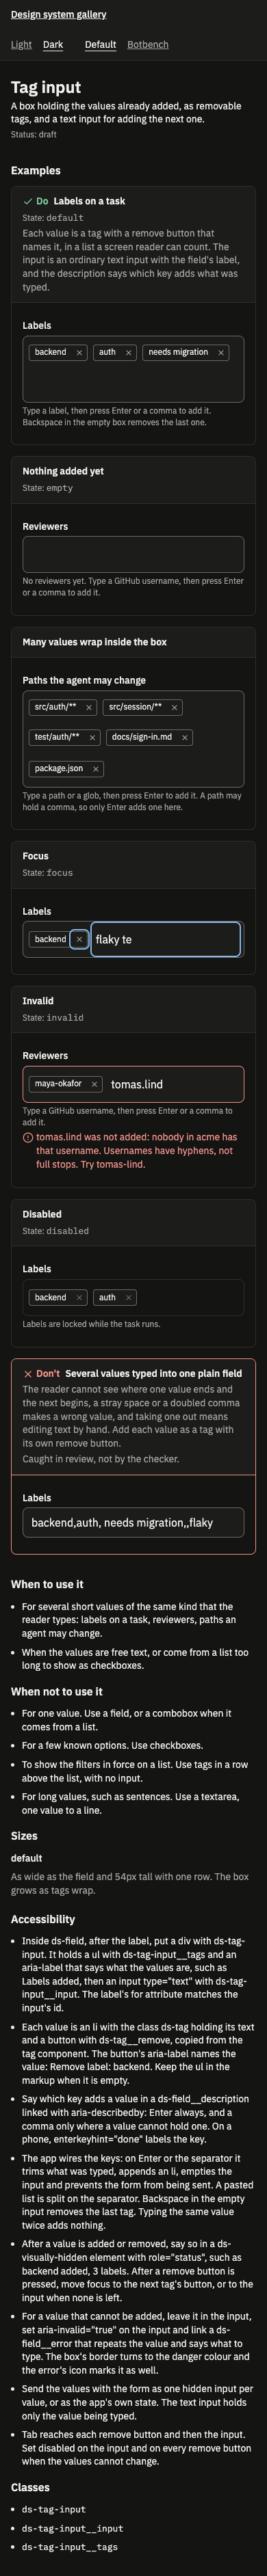 Design system gallery
Light Dark Default Botbench
Tag input
A box holding the values already added, as removable
tags, and a text input for adding the next one.
Status: draft
Examples
Do Labels on a task
State: default
Each value is a tag with a remove button that
names it, in a list a screen reader can count. The
input is an ordinary text input with the field's label,
and the description says which key adds what was
typed.
Labels
backend × auth × needs migration ×
Type a label, then press Enter or a comma to add it.
Backspace in the empty box removes the last one.
Nothing added yet
State: empty
Reviewers
No reviewers yet. Type a GitHub username, then press Enter
or a comma to add it.
Many values wrap inside the box
Paths the agent may change
src/auth/** × src/session/** ×
test/auth/** × docs/sign-in.md ×
package.json ×
Type a path or a glob, then press Enter to add it. A path may
hold a comma, so only Enter adds one here.
Focus
State: focus
Labels
backend × flaky te
Invalid
State: invalid
Reviewers
maya-okafor × tomas.lind
Type a GitHub username, then press Enter or a comma to
add it.
tomas.lind was not added: nobody in acme has
that username. Usernames have hyphens, not
full stops. Try tomas-lind.
Disabled
State: disabled
Labels
backend × auth ×
Labels are locked while the task runs.
Don't Several values typed into one plain field
The reader cannot see where one value ends and
the next begins, a stray space or a doubled comma
makes a wrong value, and taking one out means
editing text by hand. Add each value as a tag with
its own remove button.
Caught in review, not by the checker.
Labels
backend,auth, needs migration,,flaky
When to use it
• For several short values of the same kind that the
reader types: labels on a task, reviewers, paths an
agent may change.
• When the values are free text, or come from a list too
long to show as checkboxes.
When not to use it
• For one value. Use a field, or a combobox when it
comes from a list.
• For a few known options. Use checkboxes.
• To show the filters in force on a list. Use tags in a row
above the list, with no input.
• For long values, such as sentences. Use a textarea,
one value to a line.
Sizes
default
As wide as the field and 54px tall with one row. The box
grows as tags wrap.
Accessibility
• Inside ds-field, after the label, put a div with ds-tag-
input. It holds a ul with ds-tag-input__tags and an
aria-label that says what the values are, such as
Labels added, then an input type="text" with ds-tag-
input__input. The label's for attribute matches the
input's id.
• Each value is an li with the class ds-tag holding its text
and a button with ds-tag__remove, copied from the
tag component. The button's aria-label names the
value: Remove label: backend. Keep the ul in the
markup when it is empty.
• Say which key adds a value in a ds-field__description
linked with aria-describedby: Enter always, and a
comma only where a value cannot hold one. On a
phone, enterkeyhint="done" labels the key.
• The app wires the keys: on Enter or the separator it
trims what was typed, appends an li, empties the
input and prevents the form from being sent. A pasted
list is split on the separator. Backspace in the empty
input removes the last tag. Typing the same value
twice adds nothing.
• After a value is added or removed, say so in a ds-
visually-hidden element with role="status", such as
backend added, 3 labels. After a remove button is
pressed, move focus to the next tag's button, or to the
input when none is left.
• For a value that cannot be added, leave it in the input,
set aria-invalid="true" on the input and link a ds-
field__error that repeats the value and says what to
type. The box's border turns to the danger colour and
the error's icon marks it as well.
• Send the values with the form as one hidden input per
value, or as the app's own state. The text input holds
only the value being typed.
• Tab reaches each remove button and then the input.
Set disabled on the input and on every remove button
when the values cannot change.
Classes
• ds-tag-input
• ds-tag-input__input
• ds-tag-input__tags